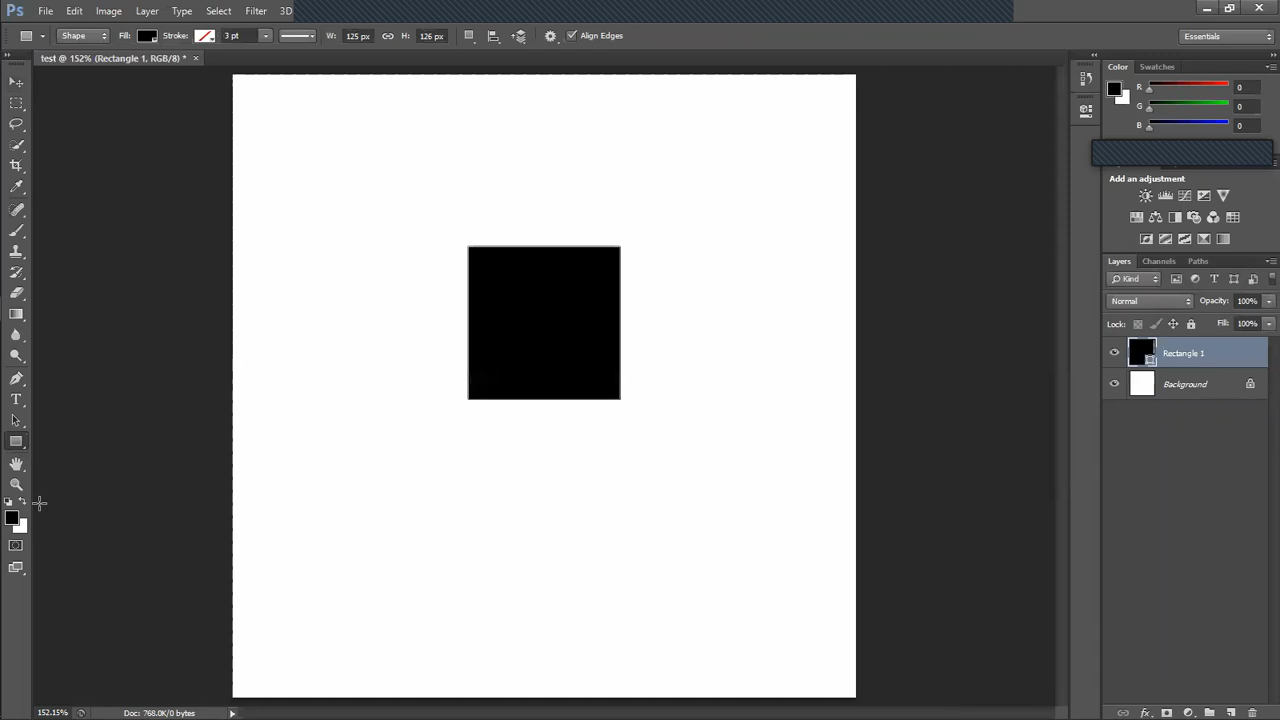 Ps File Edit Image Layer Type Select Filter 3D
Shape Fill: Stroke: 3 pt W: 125 px H: 126 px Align Edges Essentials
test @ 152% (Rectangle 1, RGB/8) * ×
Color Swatches
R 0
G 0
B 0
Add an adjustment
Layers Channels Paths
Kind T
Normal Opacity: 100%
Lock: Fill: 100%
Rectangle 1
Background
T
152.15% Doc: 768.0K/0 bytes fx